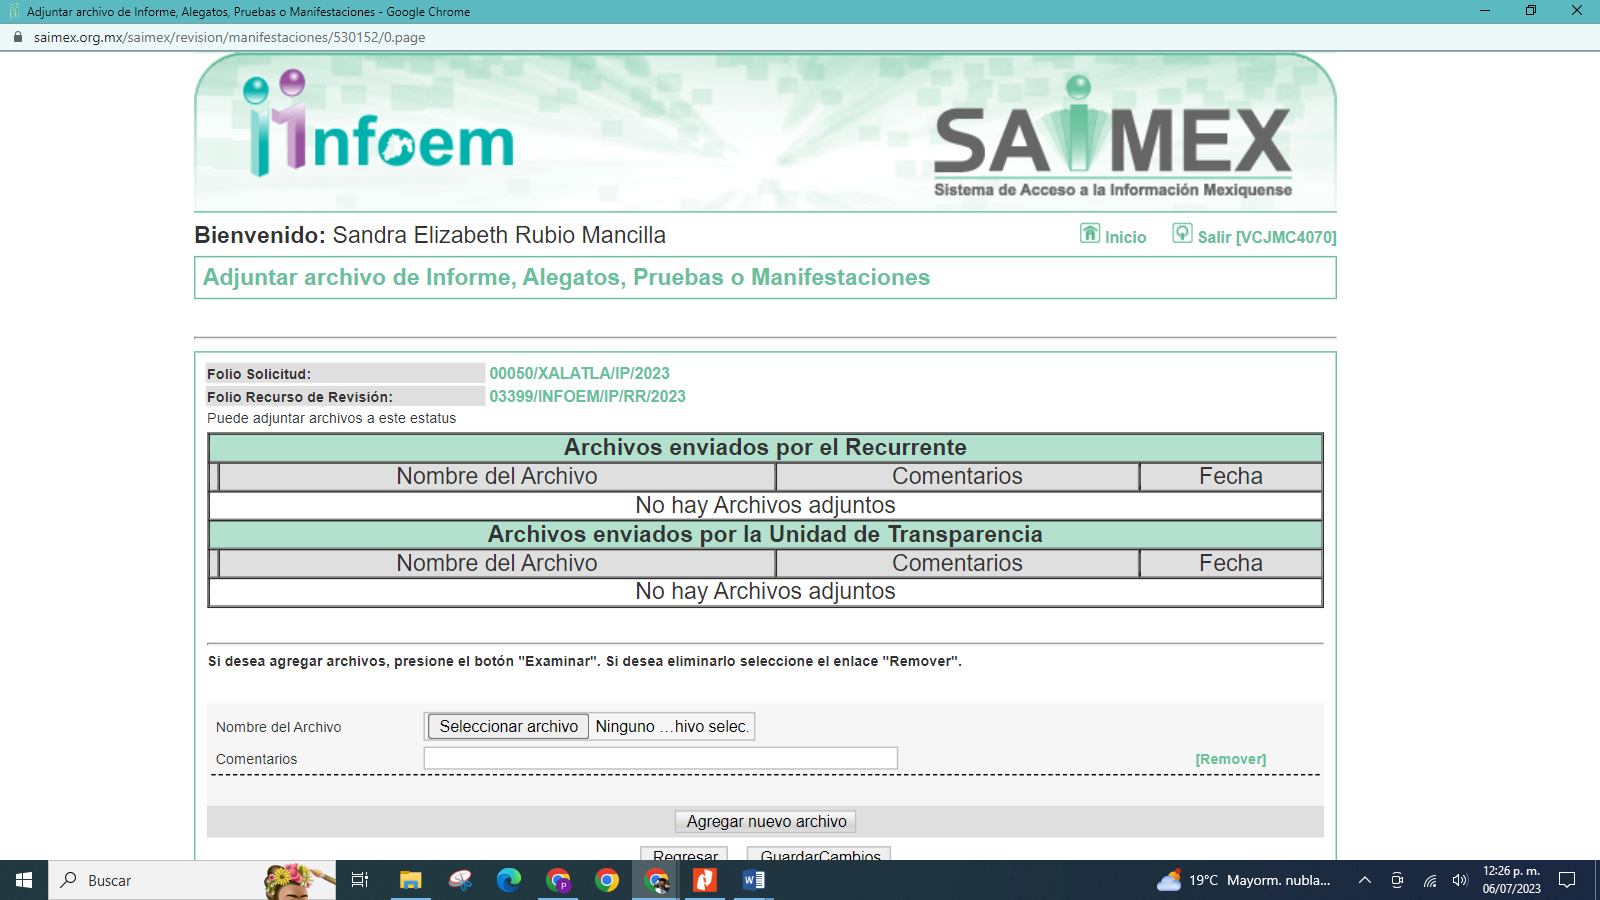 Adjuntar archivo de Informe, Alegatos, Pruebas o Manifestaciones - Google Chrome
saimex.org.mx/saimex/revision/manifestaciones/530152/0.page
infoem
SAIMEX
Sistema de Acceso a la Información Mexiquense
Bienvenido: Sandra Elizabeth Rubio Mancilla
Inicio Salir [VCJMC4070]
Adjuntar archivo de Informe, Alegatos, Pruebas o Manifestaciones
Folio Solicitud: 00050/XALATLA/IP/2023
Folio Recurso de Revisión: 03399/INFOEM/IP/RR/2023
Puede adjuntar archivos a este estatus
Archivos enviados por el Recurrente
Nombre del Archivo Comentarios Fecha
No hay Archivos adjuntos
Archivos enviados por la Unidad de Transparencia
Nombre del Archivo Comentarios Fecha
No hay Archivos adjuntos
Si desea agregar archivos, presione el botón "Examinar". Si desea eliminarlo seleccione el enlace "Remover".
Nombre del Archivo Seleccionar archivo Ninguno ...hivo selec.
Comentarios [Remover]
Agregar nuevo archivo
Regresar GuardarCambios
Buscar 19°C Mayorm. nubla... 12:26 p. m.
06/07/2023